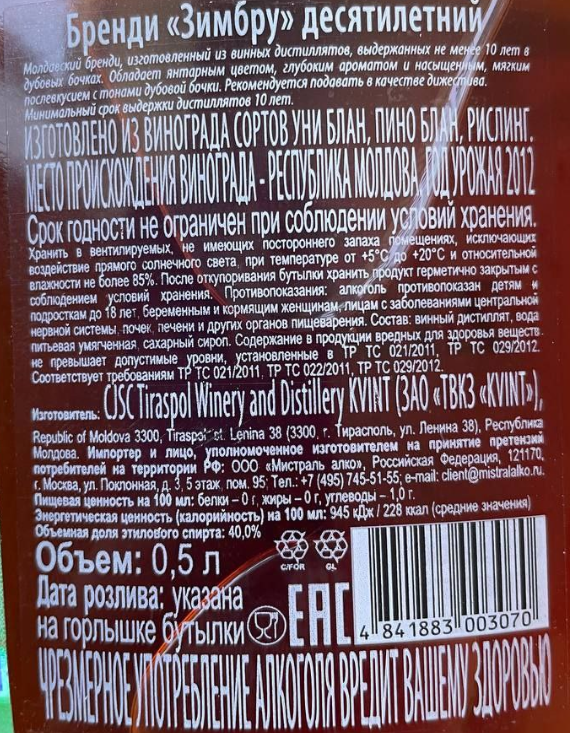 Бренди «Зимбру» десятилетний
Молдавский бренди, изготовленный из винных дистиллятов, выдержанных не менее 10 лет в
дубовых бочках. Обладает янтарным цветом, глубоким ароматом и насыщенным, мягким
послевкусием с тонами дубовой бочки. Рекомендуется подавать в качестве дижестива.
Минимальный срок выдержки дистиллятов 10 лет.
ИЗГОТОВЛЕНО ИЗ ВИНОГРАДА СОРТОВ УНИ БЛАН, ПИНО БЛАН, РИСЛИНГ.
МЕСТО ПРОИСХОЖДЕНИЯ ВИНОГРАДА - РЕСПУБЛИКА МОЛДОВА, ГОД УРОЖАЯ 2012
Срок годности не ограничен при соблюдении условий хранения.
Хранить в вентилируемых, не имеющих постороннего запаха помещениях, исключающих
воздействие прямого солнечного света, при температуре от +5°С до +20°С и относительной
влажности не более 85%. После откупоривания бутылки хранить продукт герметично закрытым с
соблюдением условий хранения. Противопоказания: алкоголь противопоказан детям и
подросткам до 18 лет, беременным и кормящим женщинам, лицам с заболеваниями центральной
нервной системы, почек, печени и других органов пищеварения. Состав: винный дистиллят, вода
питьевая умягченная, сахарный сироп. Содержание в продукции вредных для здоровья веществ
не превышает допустимые уровни, установленные в ТР ТС 021/2011, ТР ТС 029/2012.
Соответствует требованиям ТР ТС 021/2011, ТР ТС 022/2011, ТР ТС 029/2012.
Изготовитель: CJSC Tiraspol Winery and Distillery KVINT (ЗАО «ТВКЗ «KVINT»),
Republic of Moldova 3300, Tiraspol st. Lenina 38 (3300, г. Тирасполь, ул. Ленина 38), Республика
Молдова. Импортер и лицо, уполномоченное изготовителем на принятие претензий
потребителей на территории РФ: ООО «Мистраль алко», Российская Федерация, 121170,
г. Москва, ул. Поклонная, д. 3, 5 этаж, пом. 95; Тел.: +7 (495) 745-51-55; e-mail: client@mistralalko.ru.
Пищевая ценность на 100 мл: белки – 0 г, жиры – 0 г, углеводы – 1,0 г.
Энергетическая ценность (калорийность) на 100 мл: 945 кДж / 228 ккал (средние значения)
Объемная доля этилового спирта: 40,0%
Объем: 0,5 л
C/FOR GL
Дата розлива: указана
на горлышке бутылки
EAC
4 841883 003070
ЧРЕЗМЕРНОЕ УПОТРЕБЛЕНИЕ АЛКОГОЛЯ ВРЕДИТ ВАШЕМУ ЗДОРОВЬЮ